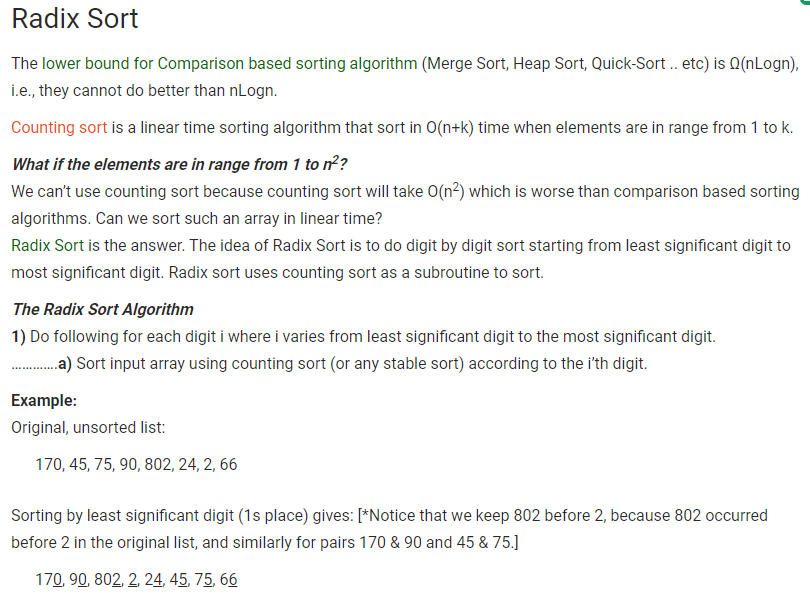 Radix Sort
The lower bound for Comparison based sorting algorithm (Merge Sort, Heap Sort, Quick-Sort .. etc) is Ω(nLogn),
i.e., they cannot do better than nLogn.
Counting sort is a linear time sorting algorithm that sort in O(n+k) time when elements are in range from 1 to k.
What if the elements are in range from 1 to n²?
We can’t use counting sort because counting sort will take O(n²) which is worse than comparison based sorting
algorithms. Can we sort such an array in linear time?
Radix Sort is the answer. The idea of Radix Sort is to do digit by digit sort starting from least significant digit to
most significant digit. Radix sort uses counting sort as a subroutine to sort.
The Radix Sort Algorithm
1) Do following for each digit i where i varies from least significant digit to the most significant digit.
………….a) Sort input array using counting sort (or any stable sort) according to the i’th digit.
Example:
Original, unsorted list:
170, 45, 75, 90, 802, 24, 2, 66
Sorting by least significant digit (1s place) gives: [*Notice that we keep 802 before 2, because 802 occurred
before 2 in the original list, and similarly for pairs 170 & 90 and 45 & 75.]
170, 90, 802, 2, 24, 45, 75, 66